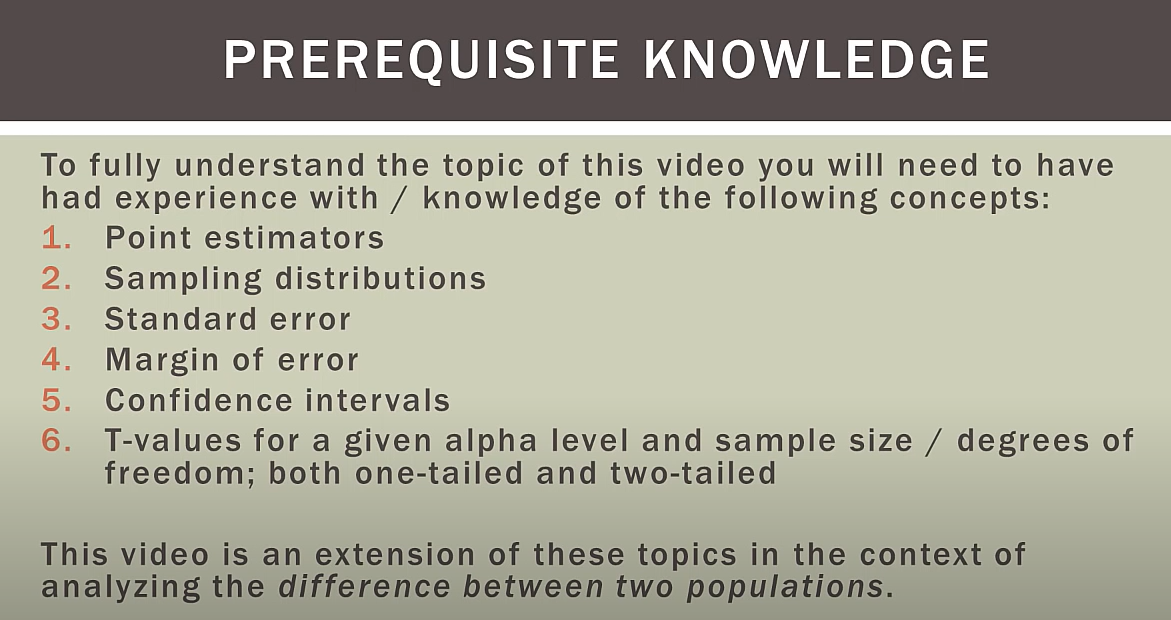 PREREQUISITE KNOWLEDGE
To fully understand the topic of this video you will need to have
had experience with / knowledge of the following concepts:
1. Point estimators
2. Sampling distributions
3. Standard error
4. Margin of error
5. Confidence intervals
6. T-values for a given alpha level and sample size / degrees of
freedom; both one-tailed and two-tailed
This video is an extension of these topics in the context of
analyzing the difference between two populations.